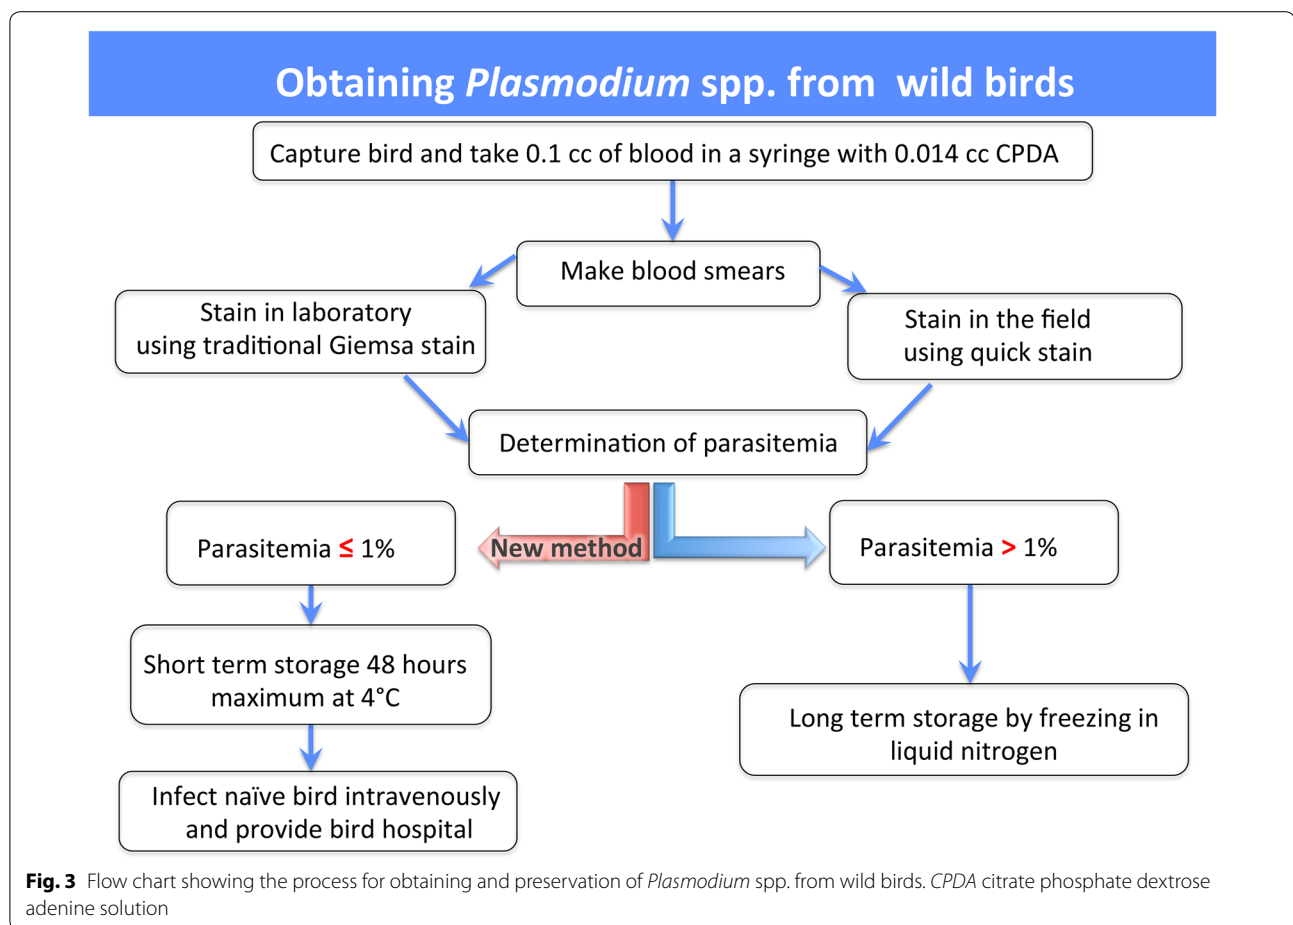 Obtaining Plasmodium spp. from wild birds
Capture bird and take 0.1 cc of blood in a syringe with 0.014 cc CPDA
Make blood smears
Stain in laboratory
using traditional Giemsa stain
Stain in the field
using quick stain
Determination of parasitemia
New method
Parasitemia ≤ 1%
Parasitemia > 1%
Short term storage 48 hours
maximum at 4°C
Long term storage by freezing in
liquid nitrogen
Infect naïve bird intravenously
and provide bird hospital
Fig. 3 Flow chart showing the process for obtaining and preservation of Plasmodium spp. from wild birds. CPDA citrate phosphate dextrose
adenine solution